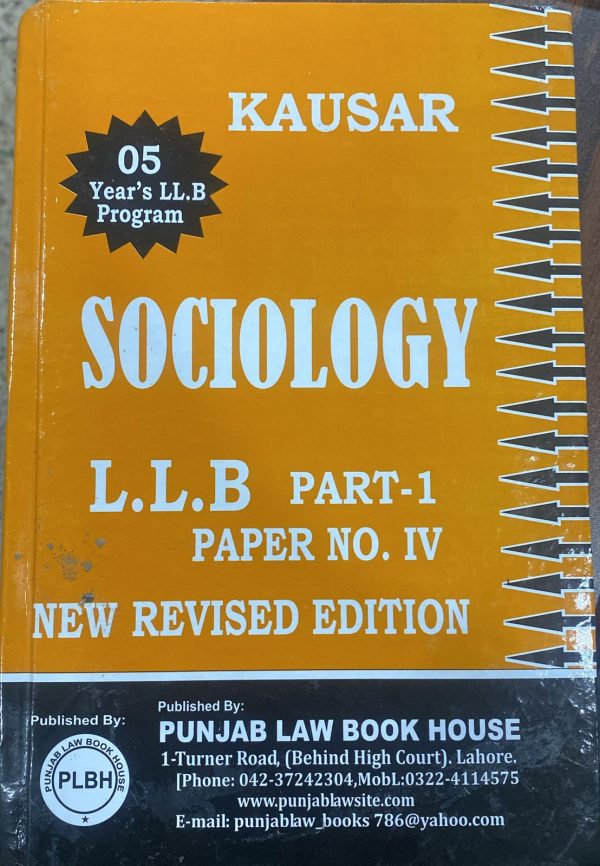 KAUSAR
05
Year's LL.B
Program
SOCIOLOGY
L.L.B PART-1
PAPER NO. IV
NEW REVISED EDITION
Published By:
PUNJAB LAW BOOK HOUSE
PLBH
Published By:
PUNJAB LAW BOOK HOUSE
1-Turner Road, (Behind High Court). Lahore.
[Phone: 042-37242304,MobL:0322-4114575
www.punjablawsite.com
E-mail: punjablaw_books 786@yahoo.com